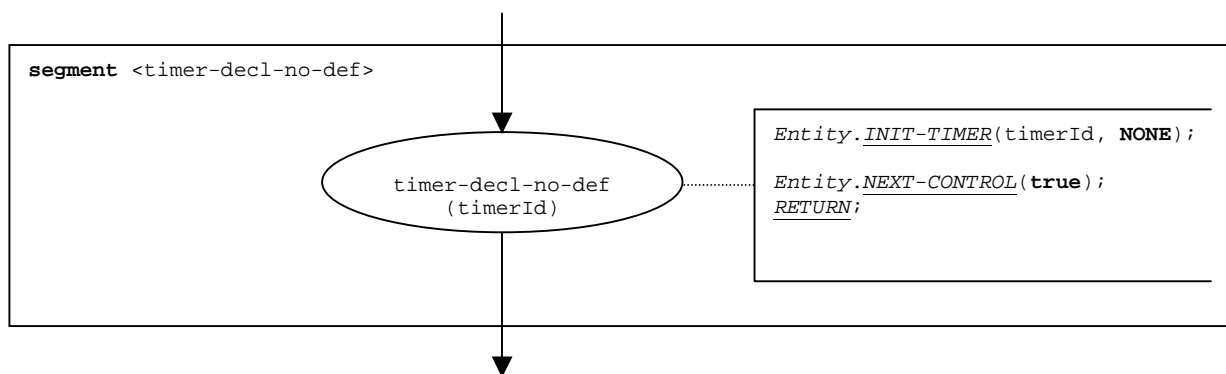 segment <timer-decl-no-def>
timer-decl-no-def
(timerId)
Entity.INIT-TIMER(timerId, NONE);
Entity.NEXT-CONTROL(true);
RETURN;